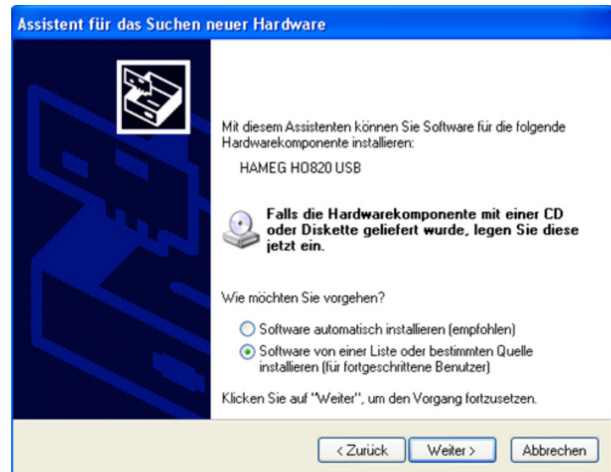 Assistent für das Suchen neuer Hardware
Mit diesem Assistenten können Sie Software für die folgende
Hardwarekomponente installieren:
HAMEG HO820 USB
Falls die Hardwarekomponente mit einer CD
oder Diskette geliefert wurde, legen Sie diese
jetzt ein.
Wie möchten Sie vorgehen?
Software automatisch installieren (empfohlen)
Software von einer Liste oder bestimmten Quelle
installieren (für fortgeschrittene Benutzer)
Klicken Sie auf "Weiter", um den Vorgang fortzusetzen.
< Zurück Weiter > Abbrechen